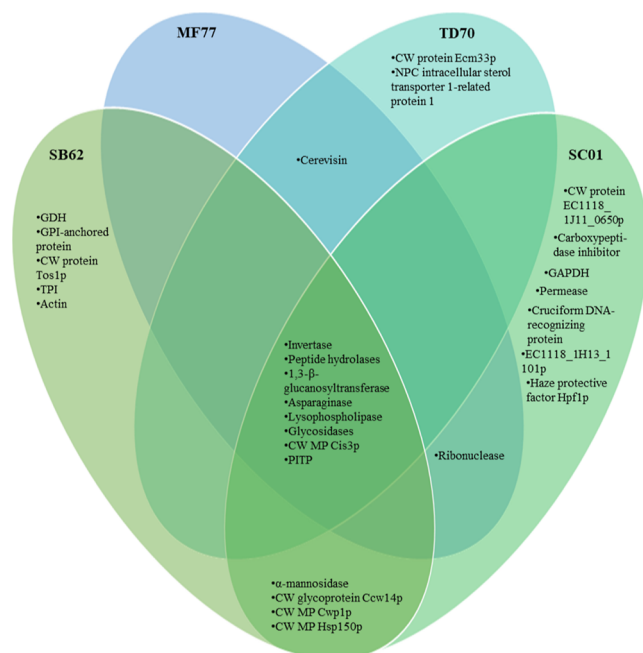 MF77
TD70
•CW protein Ecm33p
•NPC intracellular sterol
transporter 1-related
protein 1
SB62
SC01
•Cerevisin
•GDH
•GPI-anchored
protein
•CW protein
Tos1p
•TPI
•Actin
•CW protein
EC1118_
1J11_0650p
•Carboxypepti-
dase inhibitor
•GAPDH
•Permease
•Cruciform DNA-
recognizing
protein
•EC1118_1H13_1
101p
•Haze protective
factor Hpf1p
•Invertase
•Peptide hydrolases
•1,3-β-
glucanosyltransferase
•Asparaginase
•Lysophospholipase
•Glycosidases
•CW MP Cis3p
•PITP
•Ribonuclease
•α-mannosidase
•CW glycoprotein Ccw14p
•CW MP Cwp1p
•CW MP Hsp150p